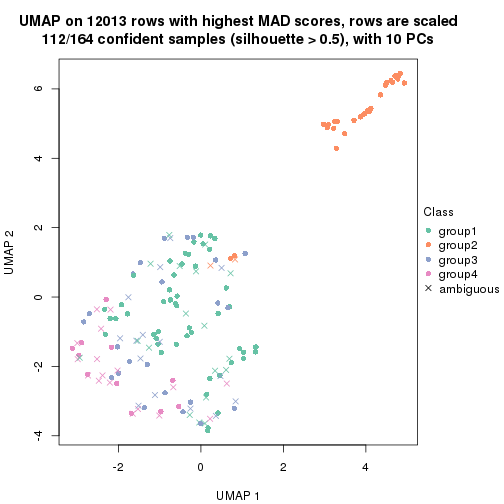 UMAP on 12013 rows with highest MAD scores, rows are scaled
112/164 confident samples (silhouette > 0.5), with 10 PCs
6
4
2
0
-2
-4
UMAP 2
-2
0
2
4
UMAP 1
Class
group1
group2
group3
group4
ambiguous